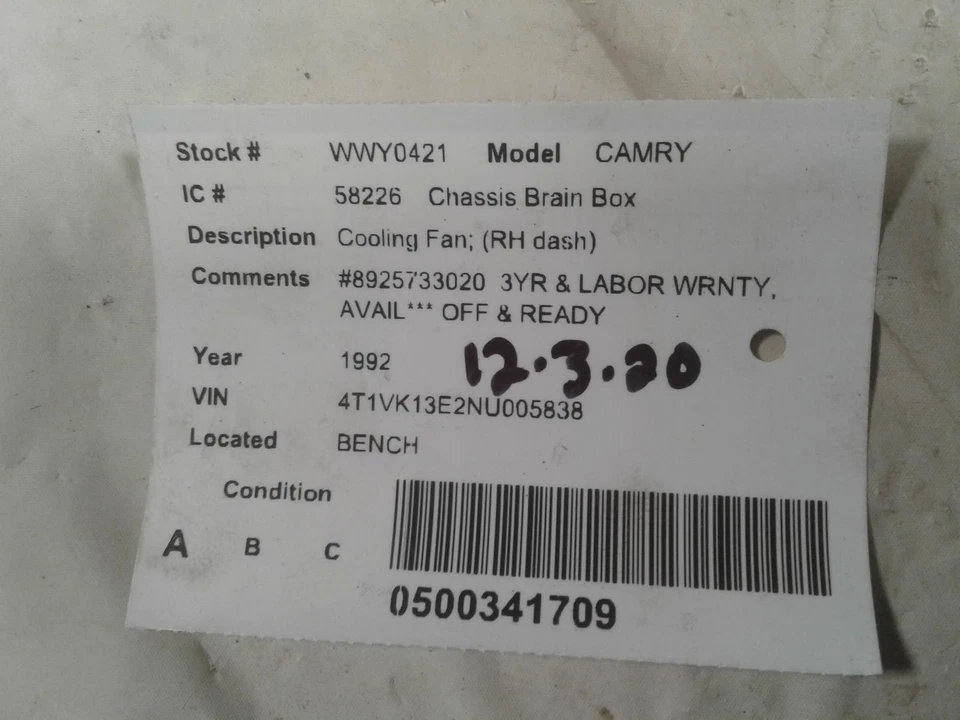 Stock # WWY0421 Model CAMRY
IC # 58226 Chassis Brain Box
Description Cooling Fan; (RH dash)
Comments #8925733020 3YR & LABOR WRNTY,
AVAIL*** OFF & READY
Year 1992 12.3.20
VIN 4T1VK13E2NU005838
Located BENCH
Condition
A B C
0500341709